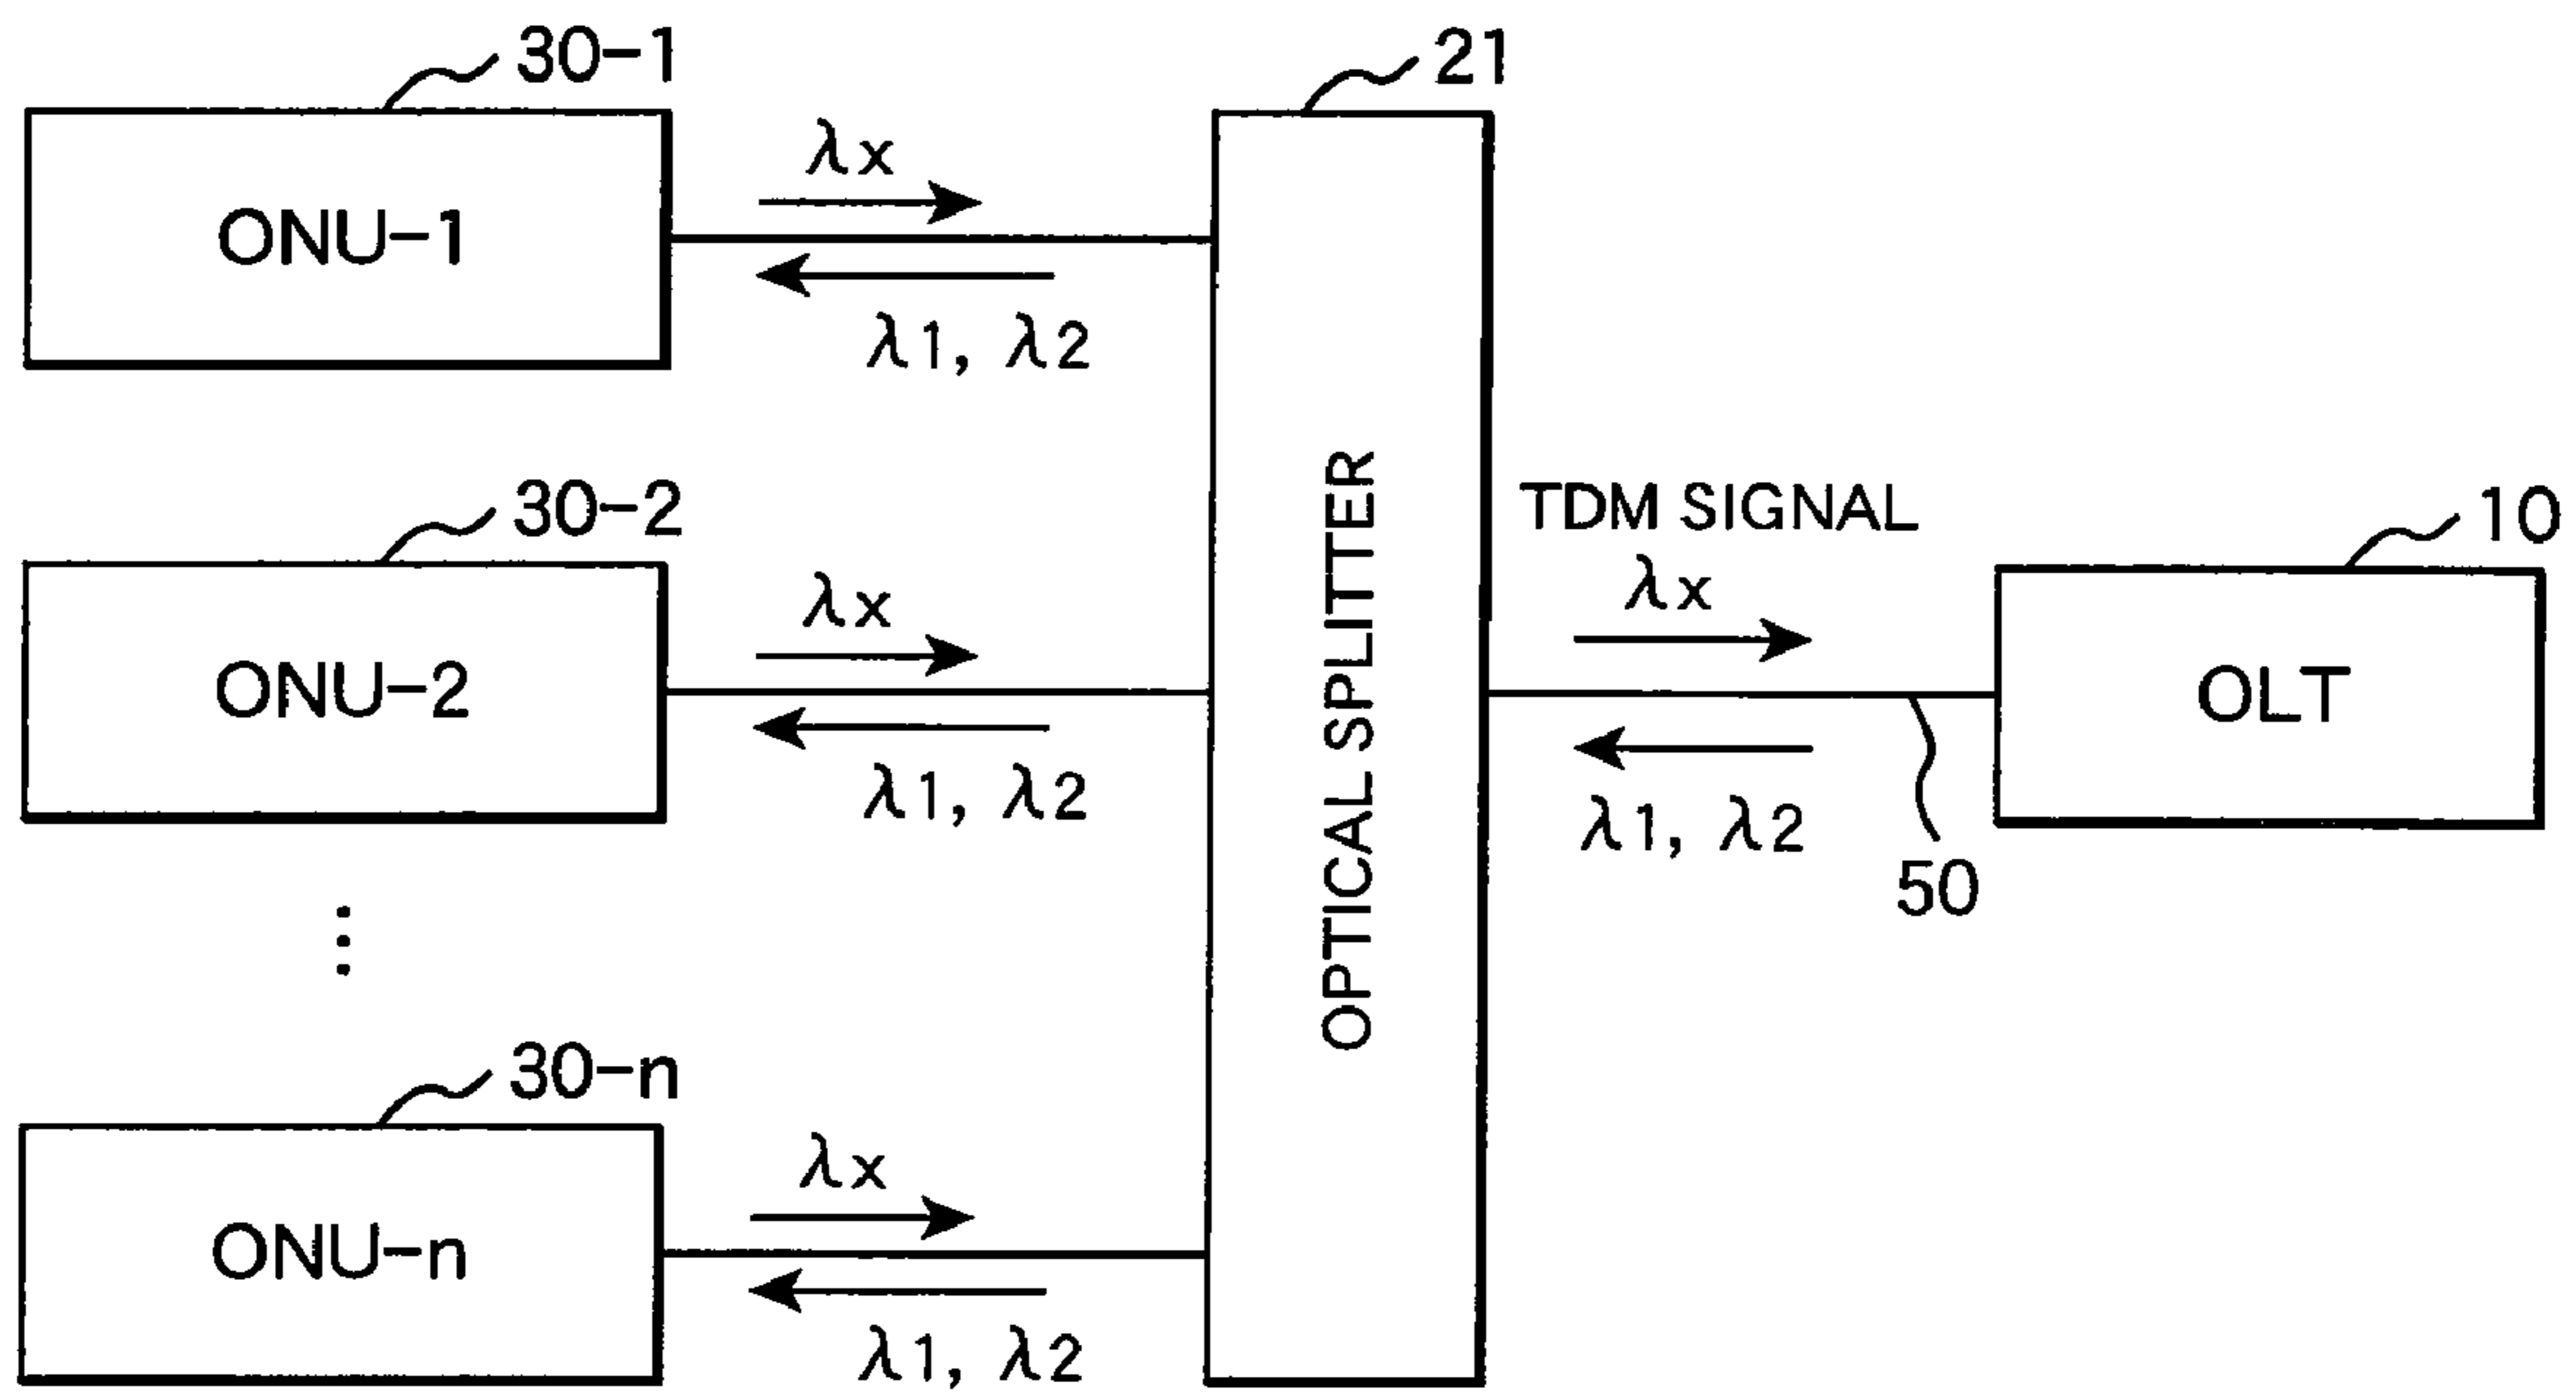 30-1
21
λx
ONU-1
λ1, λ2
30-2
TDM SIGNAL
10
λx
λx
ONU-2
OPTICAL SPLITTER
OLT
λ1, λ2
λ1, λ2
50
30-n
λx
ONU-n
λ1, λ2